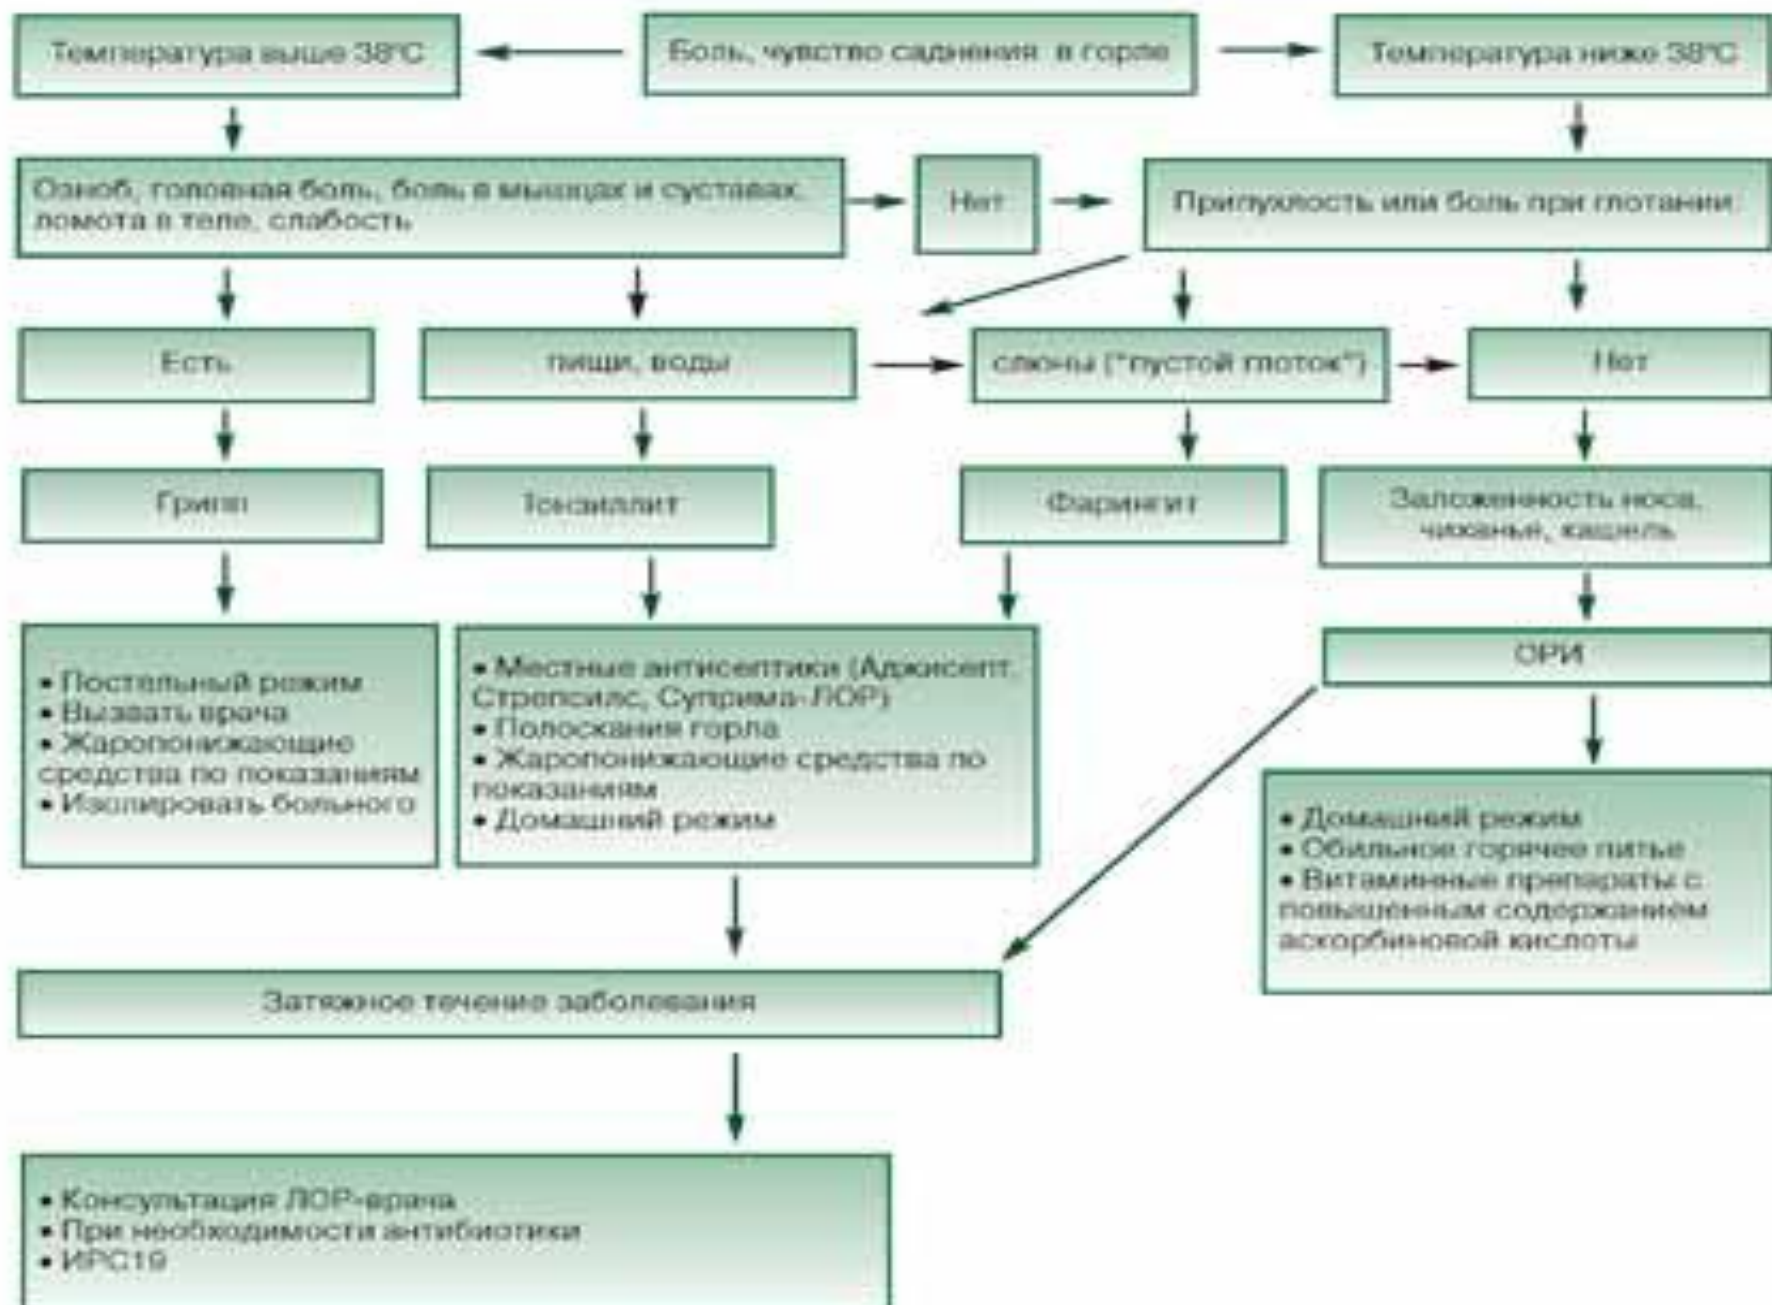 Температура выше 38°С
Боль, чувство саднения в горле
Температура ниже 38°С
Озноб, головная боль, боль в мышцах и суставах,
ломота в теле, слабость
Нет
Припухлость или боль при глотании:
Есть
пищи, воды
слюны ("пустой глоток")
Нет
Грипп
Тонзиллит
Фарингит
Заложенность носа,
чиханье, кашель
• Постельный режим
• Вызвать врача
• Жаропонижающие
средства по показаниям
• Изолировать больного
• Местные антисептики (Аджисепт,
Стрепсилс, Суприма-ЛОР)
• Полоскания горла
• Жаропонижающие средства по
показаниям
• Домашний режим
ОРИ
• Домашний режим
• Обильное горячее питье
• Витаминные препараты с
повышенным содержанием
аскорбиновой кислоты
Затяжное течение заболевания
• Консультация ЛОР-врача
• При необходимости антибиотики
• ИРС19